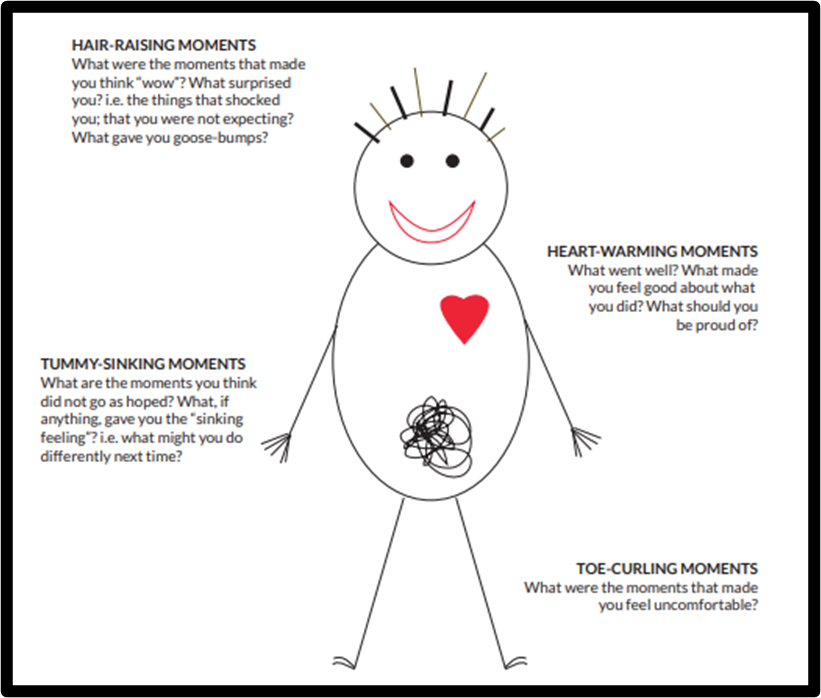 HAIR-RAISING MOMENTS
What were the moments that made
you think “wow”? What surprised
you? i.e. the things that shocked
you; that you were not expecting?
What gave you goose-bumps?
HEART-WARMING MOMENTS
What went well? What made
you feel good about what
you did? What should you
be proud of?
TUMMY-SINKING MOMENTS
What are the moments you think
did not go as hoped? What, if
anything, gave you the “sinking
feeling”? i.e. what might you do
differently next time?
TOE-CURLING MOMENTS
What were the moments that made
you feel uncomfortable?